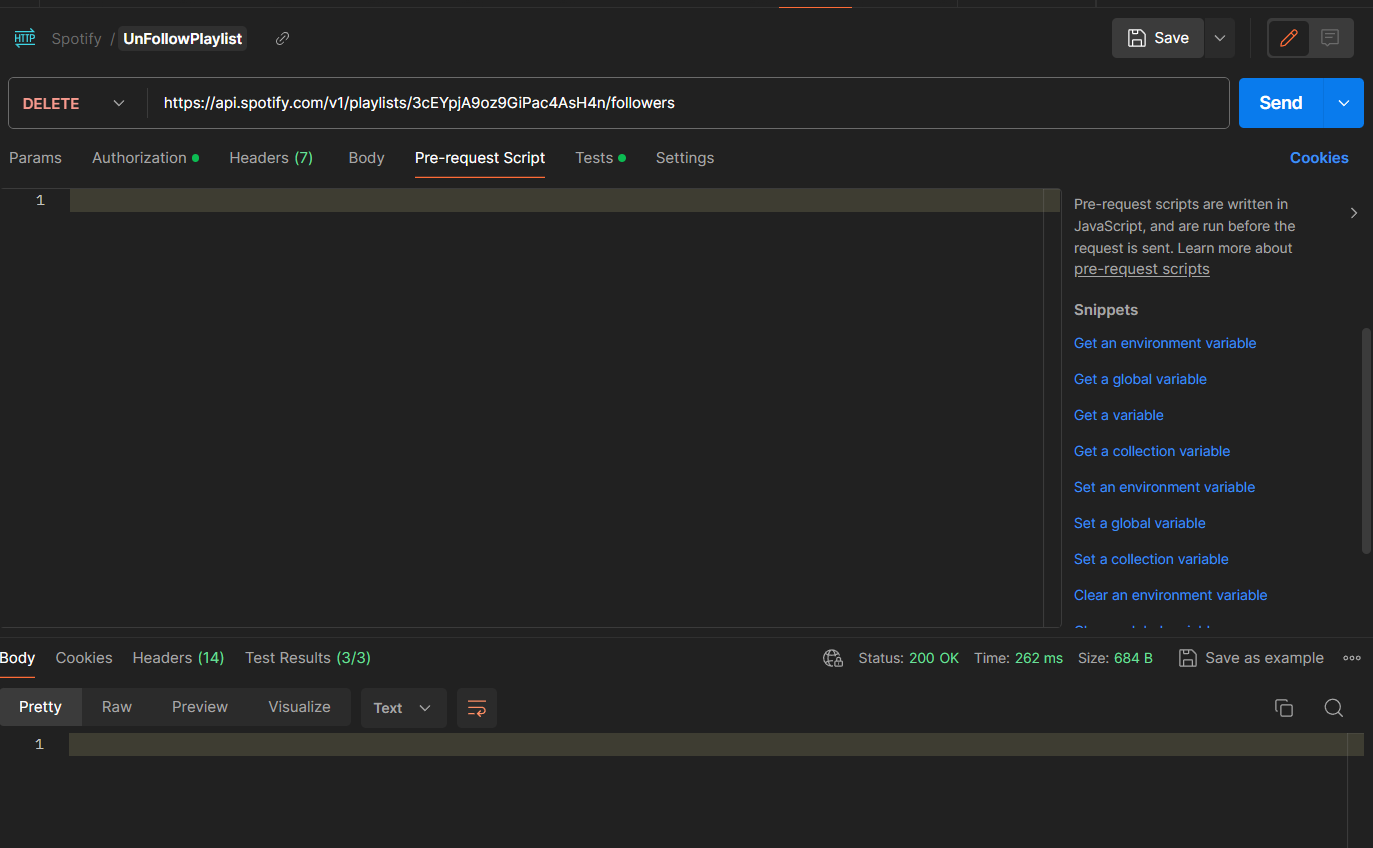 HTTP Spotify / UnFollowPlaylist Save
DELETE https://api.spotify.com/v1/playlists/3cEYpjA9oz9GiPac4AsH4n/followers Send
Params Authorization Headers (7) Body Pre-request Script Tests Settings Cookies
1
Pre-request scripts are written in
JavaScript, and are run before the
request is sent. Learn more about
pre-request scripts
Snippets
Get an environment variable
Get a global variable
Get a variable
Get a collection variable
Set an environment variable
Set a global variable
Set a collection variable
Clear an environment variable
Body Cookies Headers (14) Test Results (3/3) Status: 200 OK Time: 262 ms Size: 684 B Save as example
Pretty Raw Preview Visualize Text
1